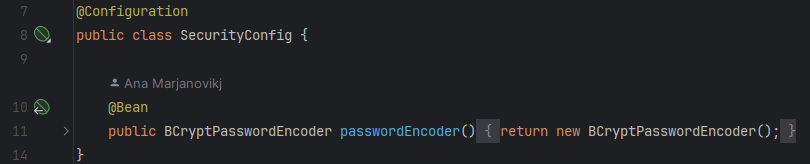 7 @Configuration
8 public class SecurityConfig {
9
Ana Marjanovikj
10 @Bean
11 public BCryptPasswordEncoder passwordEncoder() { return new BCryptPasswordEncoder(); }
14 }